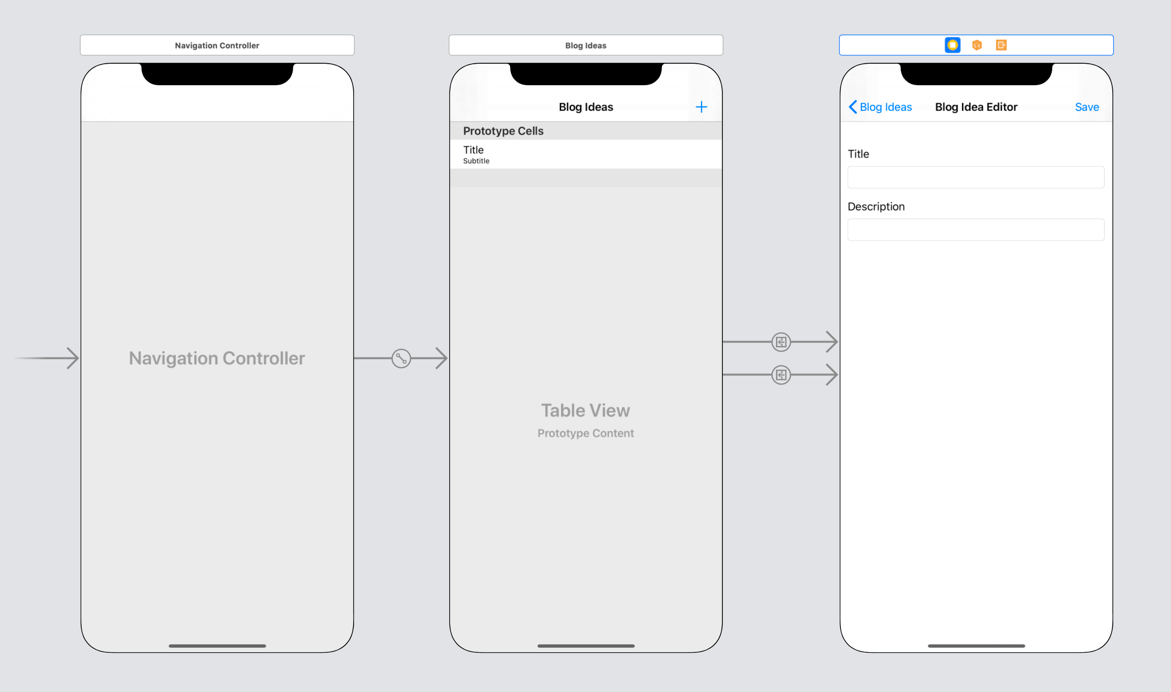 Navigation Controller
Navigation Controller
Blog Ideas
Blog Ideas
Prototype Cells
Title
Subtitle
Table View
Prototype Content
Blog Ideas Blog Idea Editor Save
Title
Description